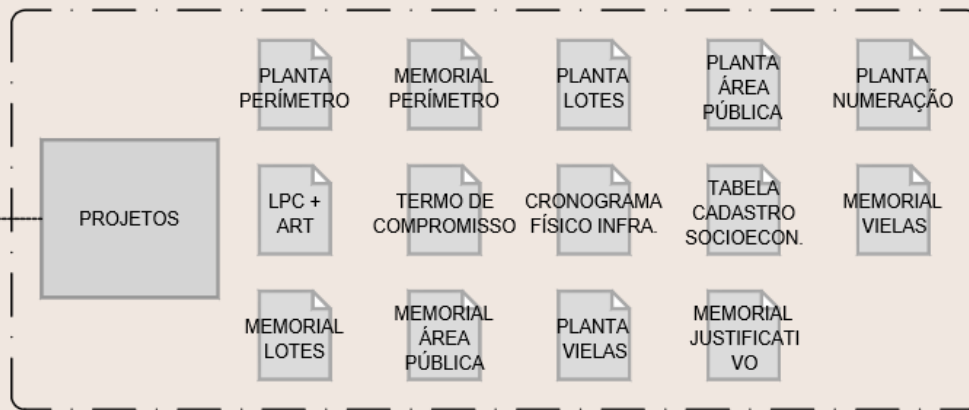 PROJETOS
PLANTA
PERÍMETRO
MEMORIAL
PERÍMETRO
PLANTA
LOTES
PLANTA
ÁREA
PÚBLICA
PLANTA
NUMERAÇÃO
LPC +
ART
TERMO DE
COMPROMISSO
CRONOGRAMA
FÍSICO INFRA.
TABELA
CADASTRO
SOCIOECON.
MEMORIAL
VIELAS
MEMORIAL
LOTES
MEMORIAL
ÁREA
PÚBLICA
PLANTA
VIELAS
MEMORIAL
JUSTIFICATI
VO